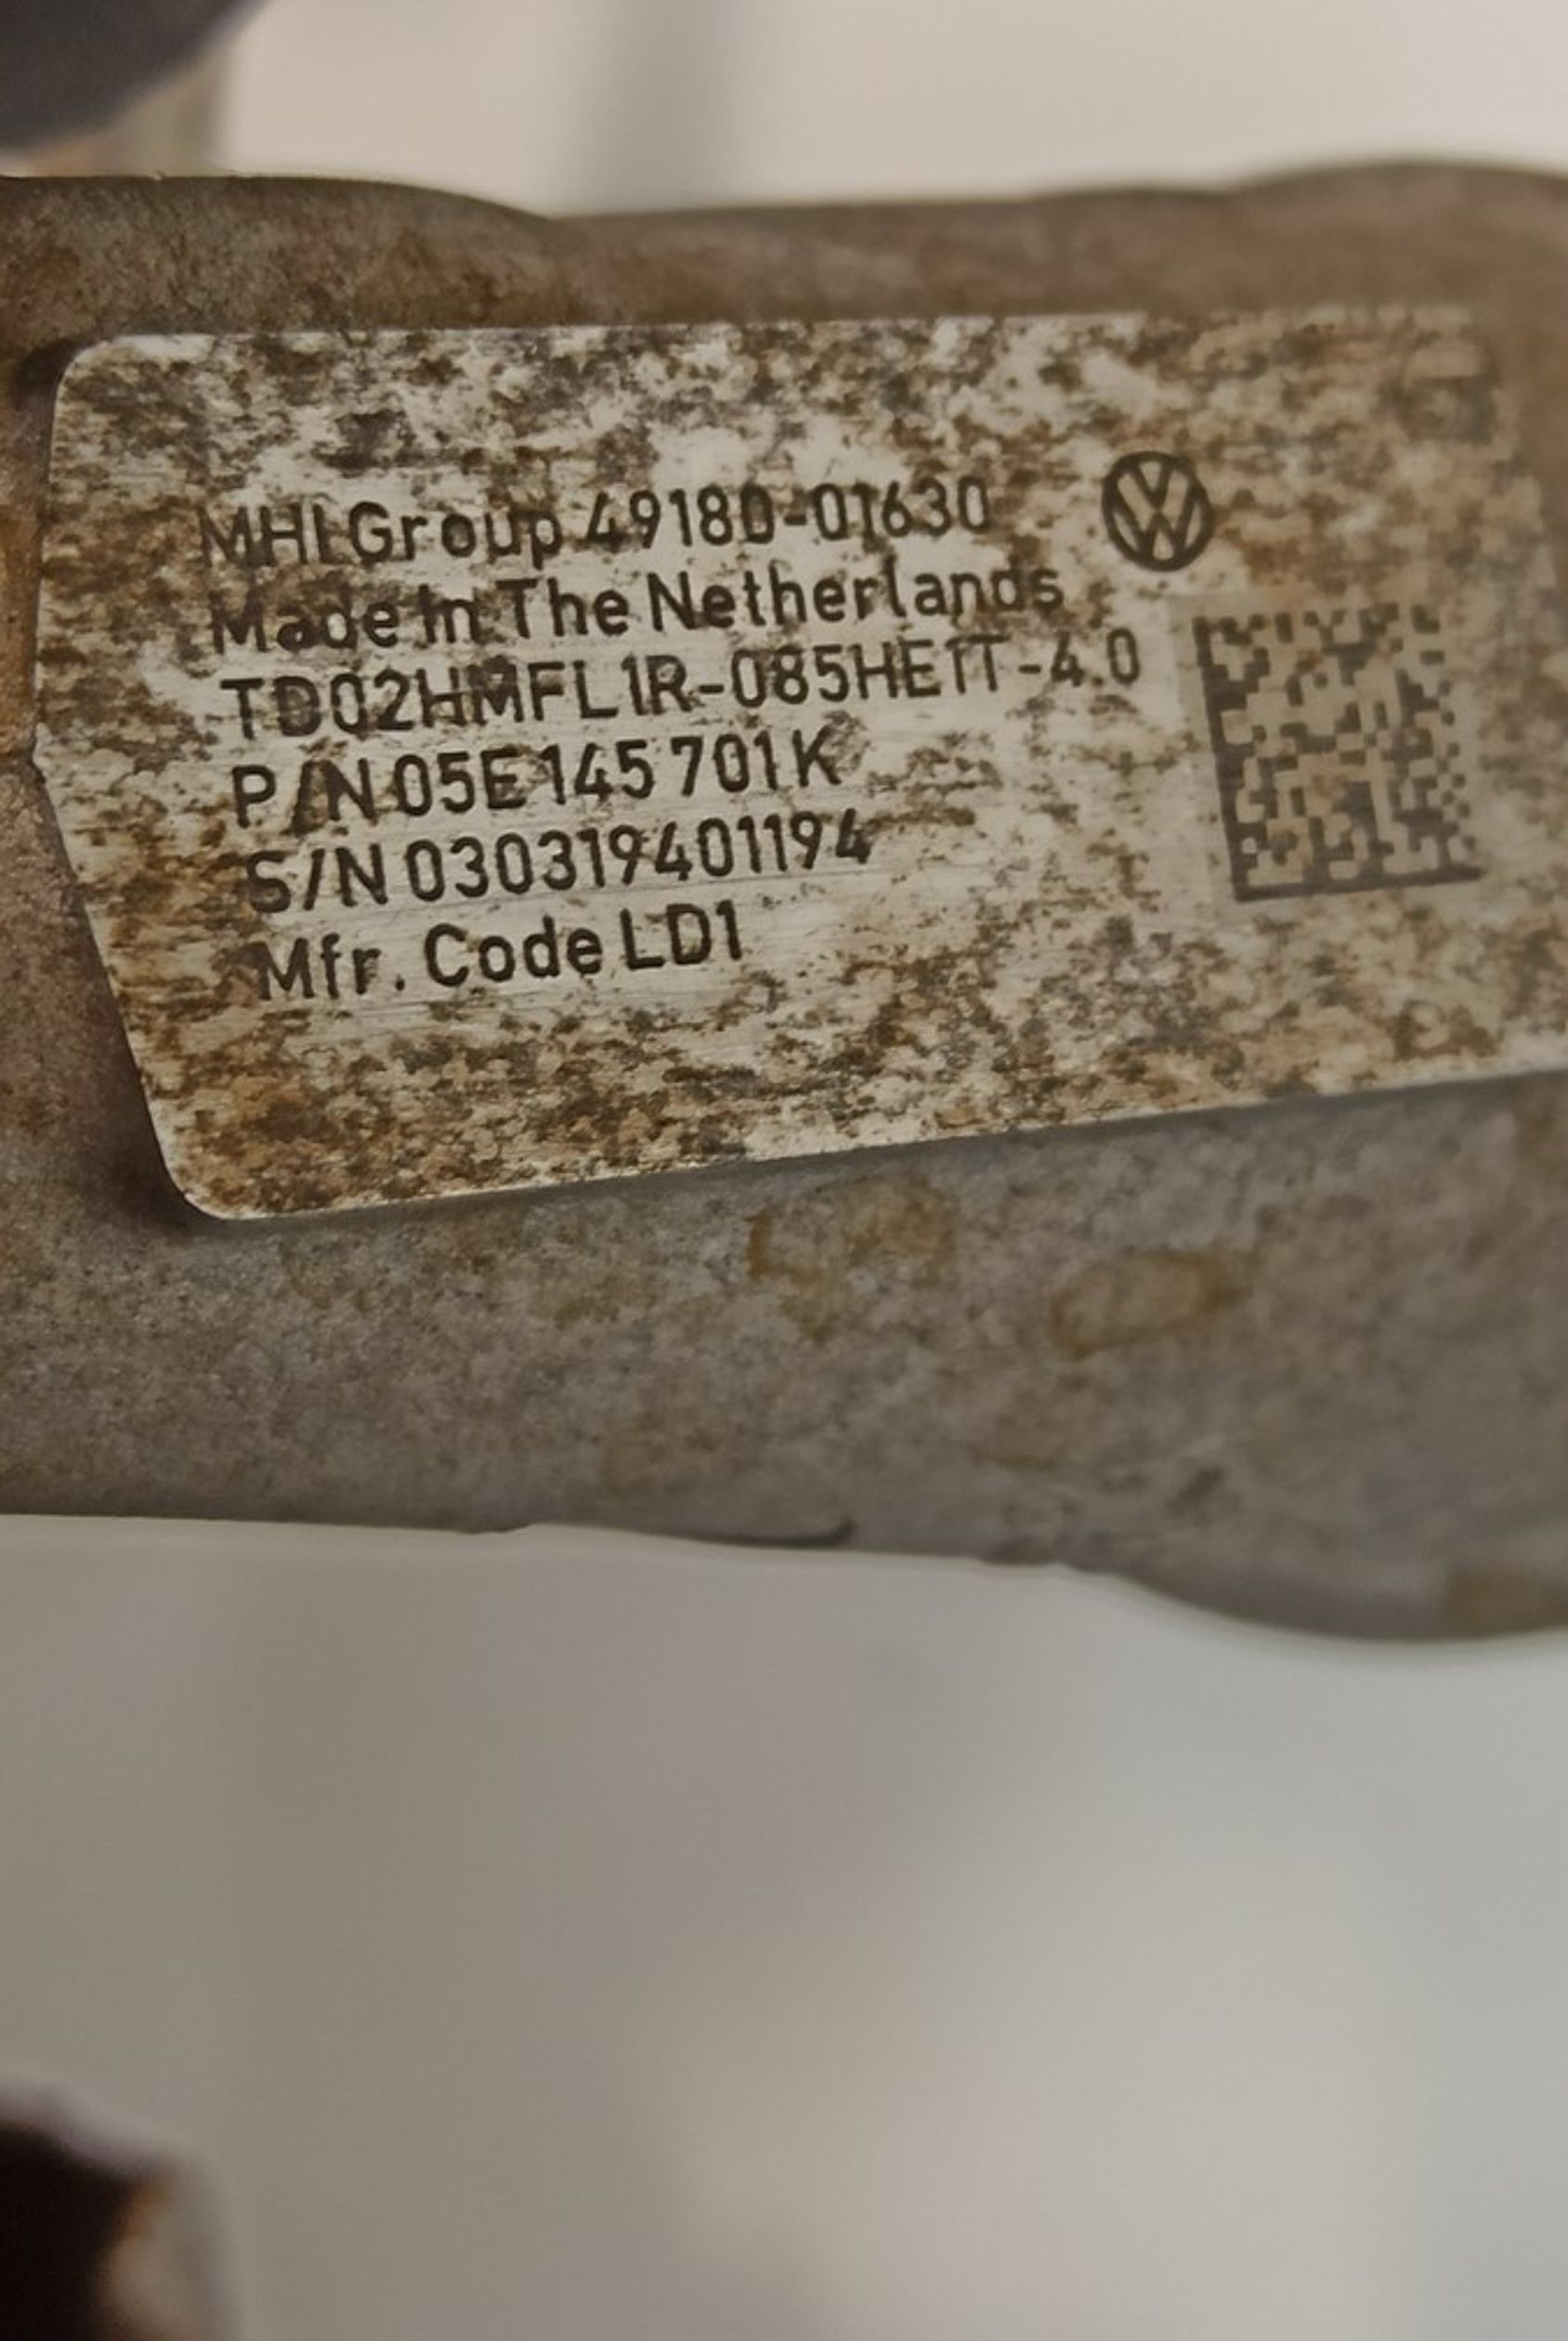 MHI Group 49180-01630
Made In The Netherlands
TD02HMFL1R-085HE1T-4.0
P/N 05E 145 701 K
S/N 030319401194
Mfr. Code LD1